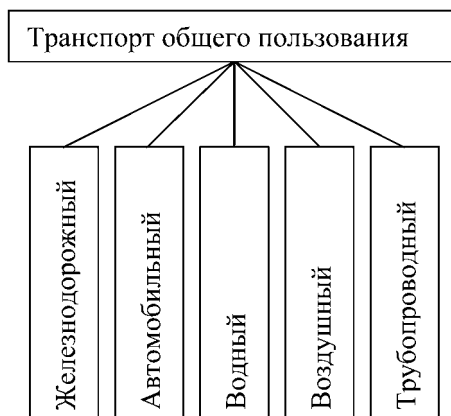 Транспорт общего пользования
Железнодорожный
Автомобильный
Водный
Воздушный
Трубопроводный